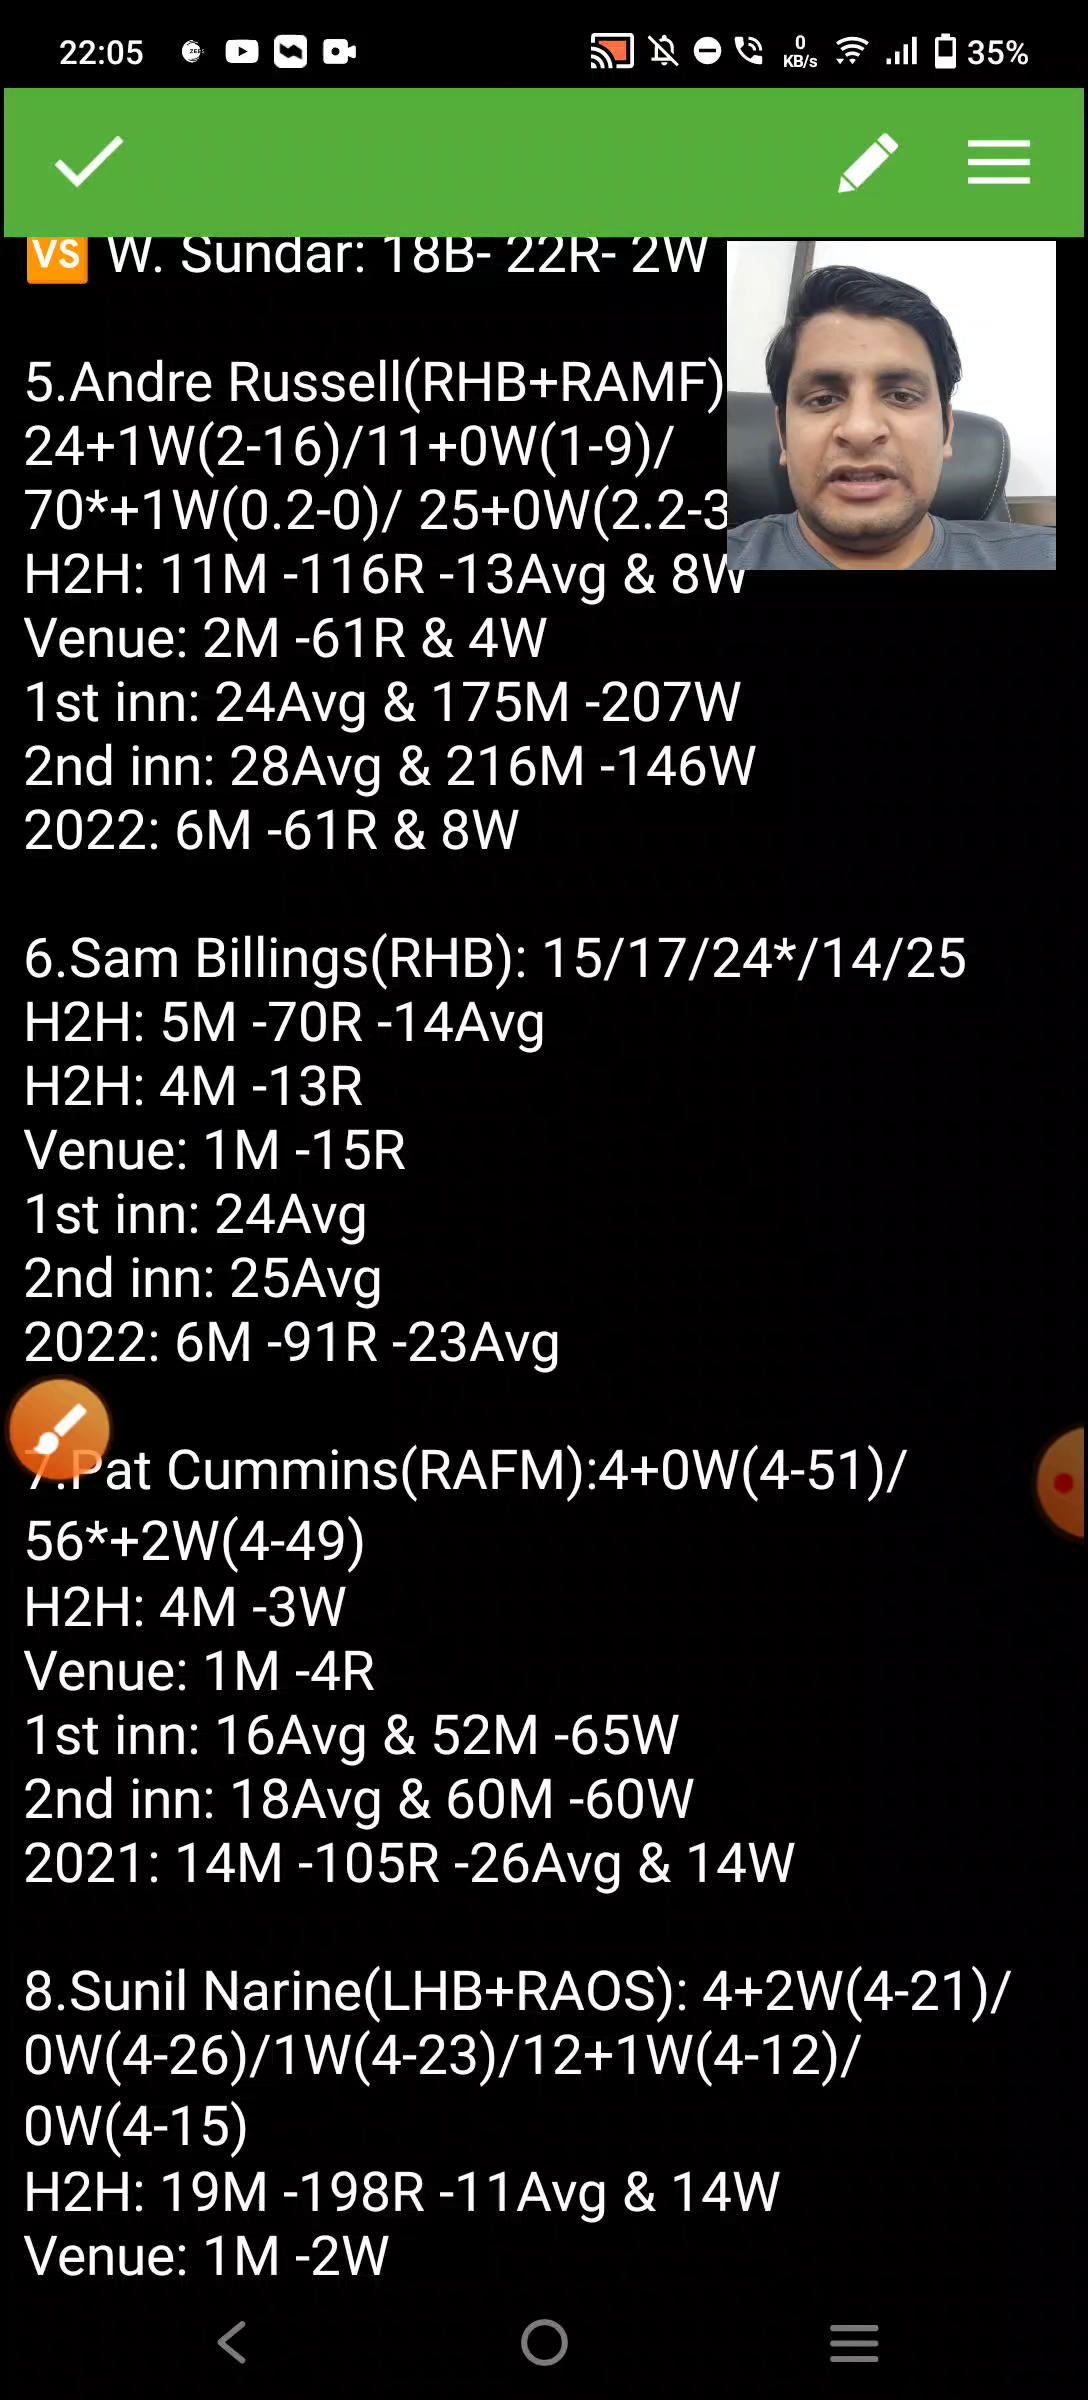 22:05 0 KB/s 35%
VS W. Sundar: 18B- 22R- 2W
5.Andre Russell(RHB+RAMF)
24+1W(2-16)/11+0W(1-9)/
70*+1W(0.2-0)/ 25+0W(2.2-3
H2H: 11M -116R -13Avg & 8W
Venue: 2M -61R & 4W
1st inn: 24Avg & 175M -207W
2nd inn: 28Avg & 216M -146W
2022: 6M -61R & 8W
6.Sam Billings(RHB): 15/17/24*/14/25
H2H: 5M -70R -14Avg
H2H: 4M -13R
Venue: 1M -15R
1st inn: 24Avg
2nd inn: 25Avg
2022: 6M -91R -23Avg
7.Pat Cummins(RAFM):4+0W(4-51)/
56*+2W(4-49)
H2H: 4M -3W
Venue: 1M -4R
1st inn: 16Avg & 52M -65W
2nd inn: 18Avg & 60M -60W
2021: 14M -105R -26Avg & 14W
8.Sunil Narine(LHB+RAOS): 4+2W(4-21)/
0W(4-26)/1W(4-23)/12+1W(4-12)/
0W(4-15)
H2H: 19M -198R -11Avg & 14W
Venue: 1M -2W